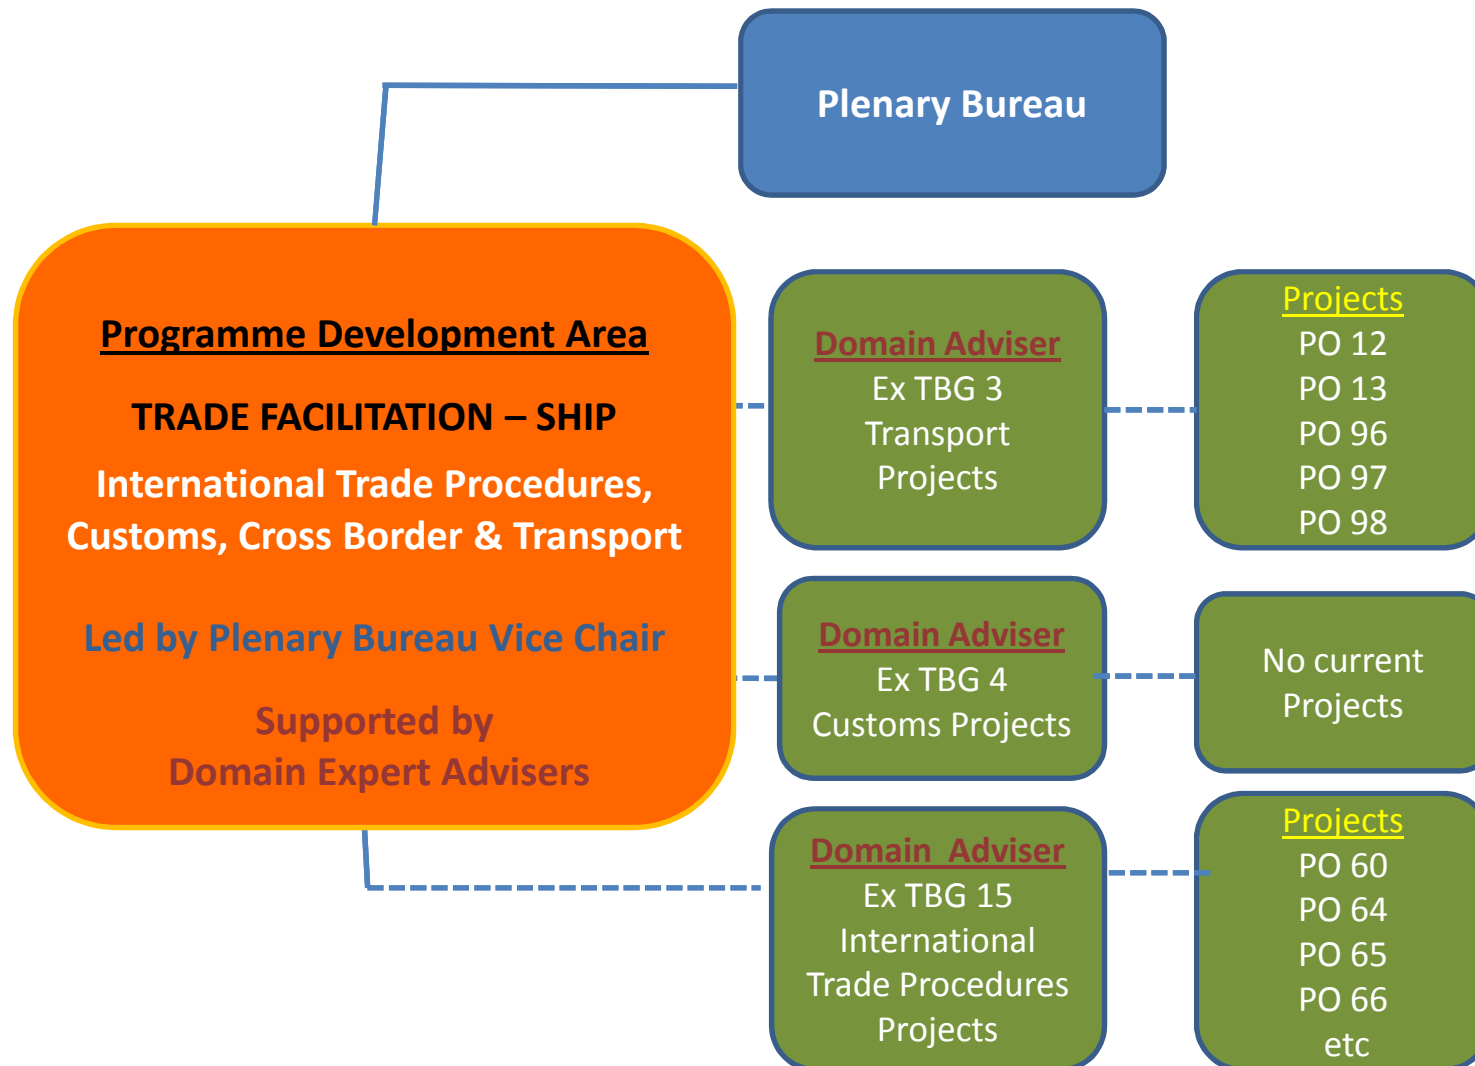 Plenary Bureau
Programme Development Area
TRADE FACILITATION – SHIP
International Trade Procedures,
Customs, Cross Border & Transport
Led by Plenary Bureau Vice Chair
Supported by
Domain Expert Advisers
Domain Adviser
Ex TBG 3
Transport
Projects
Projects
PO 12
PO 13
PO 96
PO 97
PO 98
Domain Adviser
Ex TBG 4
Customs Projects
No current
Projects
Domain Adviser
Ex TBG 15
International
Trade Procedures
Projects
Projects
PO 60
PO 64
PO 65
PO 66
etc